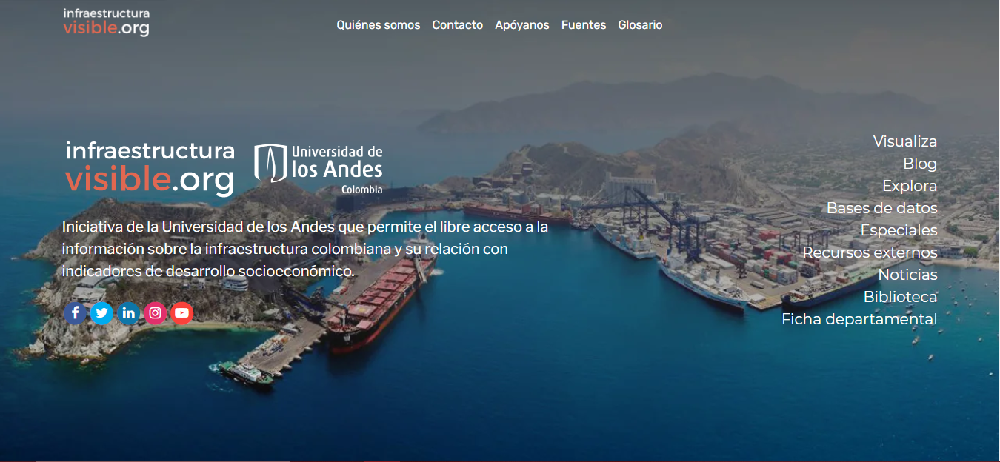 infraestructura
visible.org
Quiénes somos Contacto Apóyanos Fuentes Glosario
infraestructura
visible.org
Universidad de
los Andes
Colombia
Iniciativa de la Universidad de los Andes que permite el libre acceso a la
información sobre la infraestructura colombiana y su relación con
indicadores de desarrollo socioeconómico.
Visualiza
Blog
Explora
Bases de datos
Especiales
Recursos externos
Noticias
Biblioteca
Ficha departamental